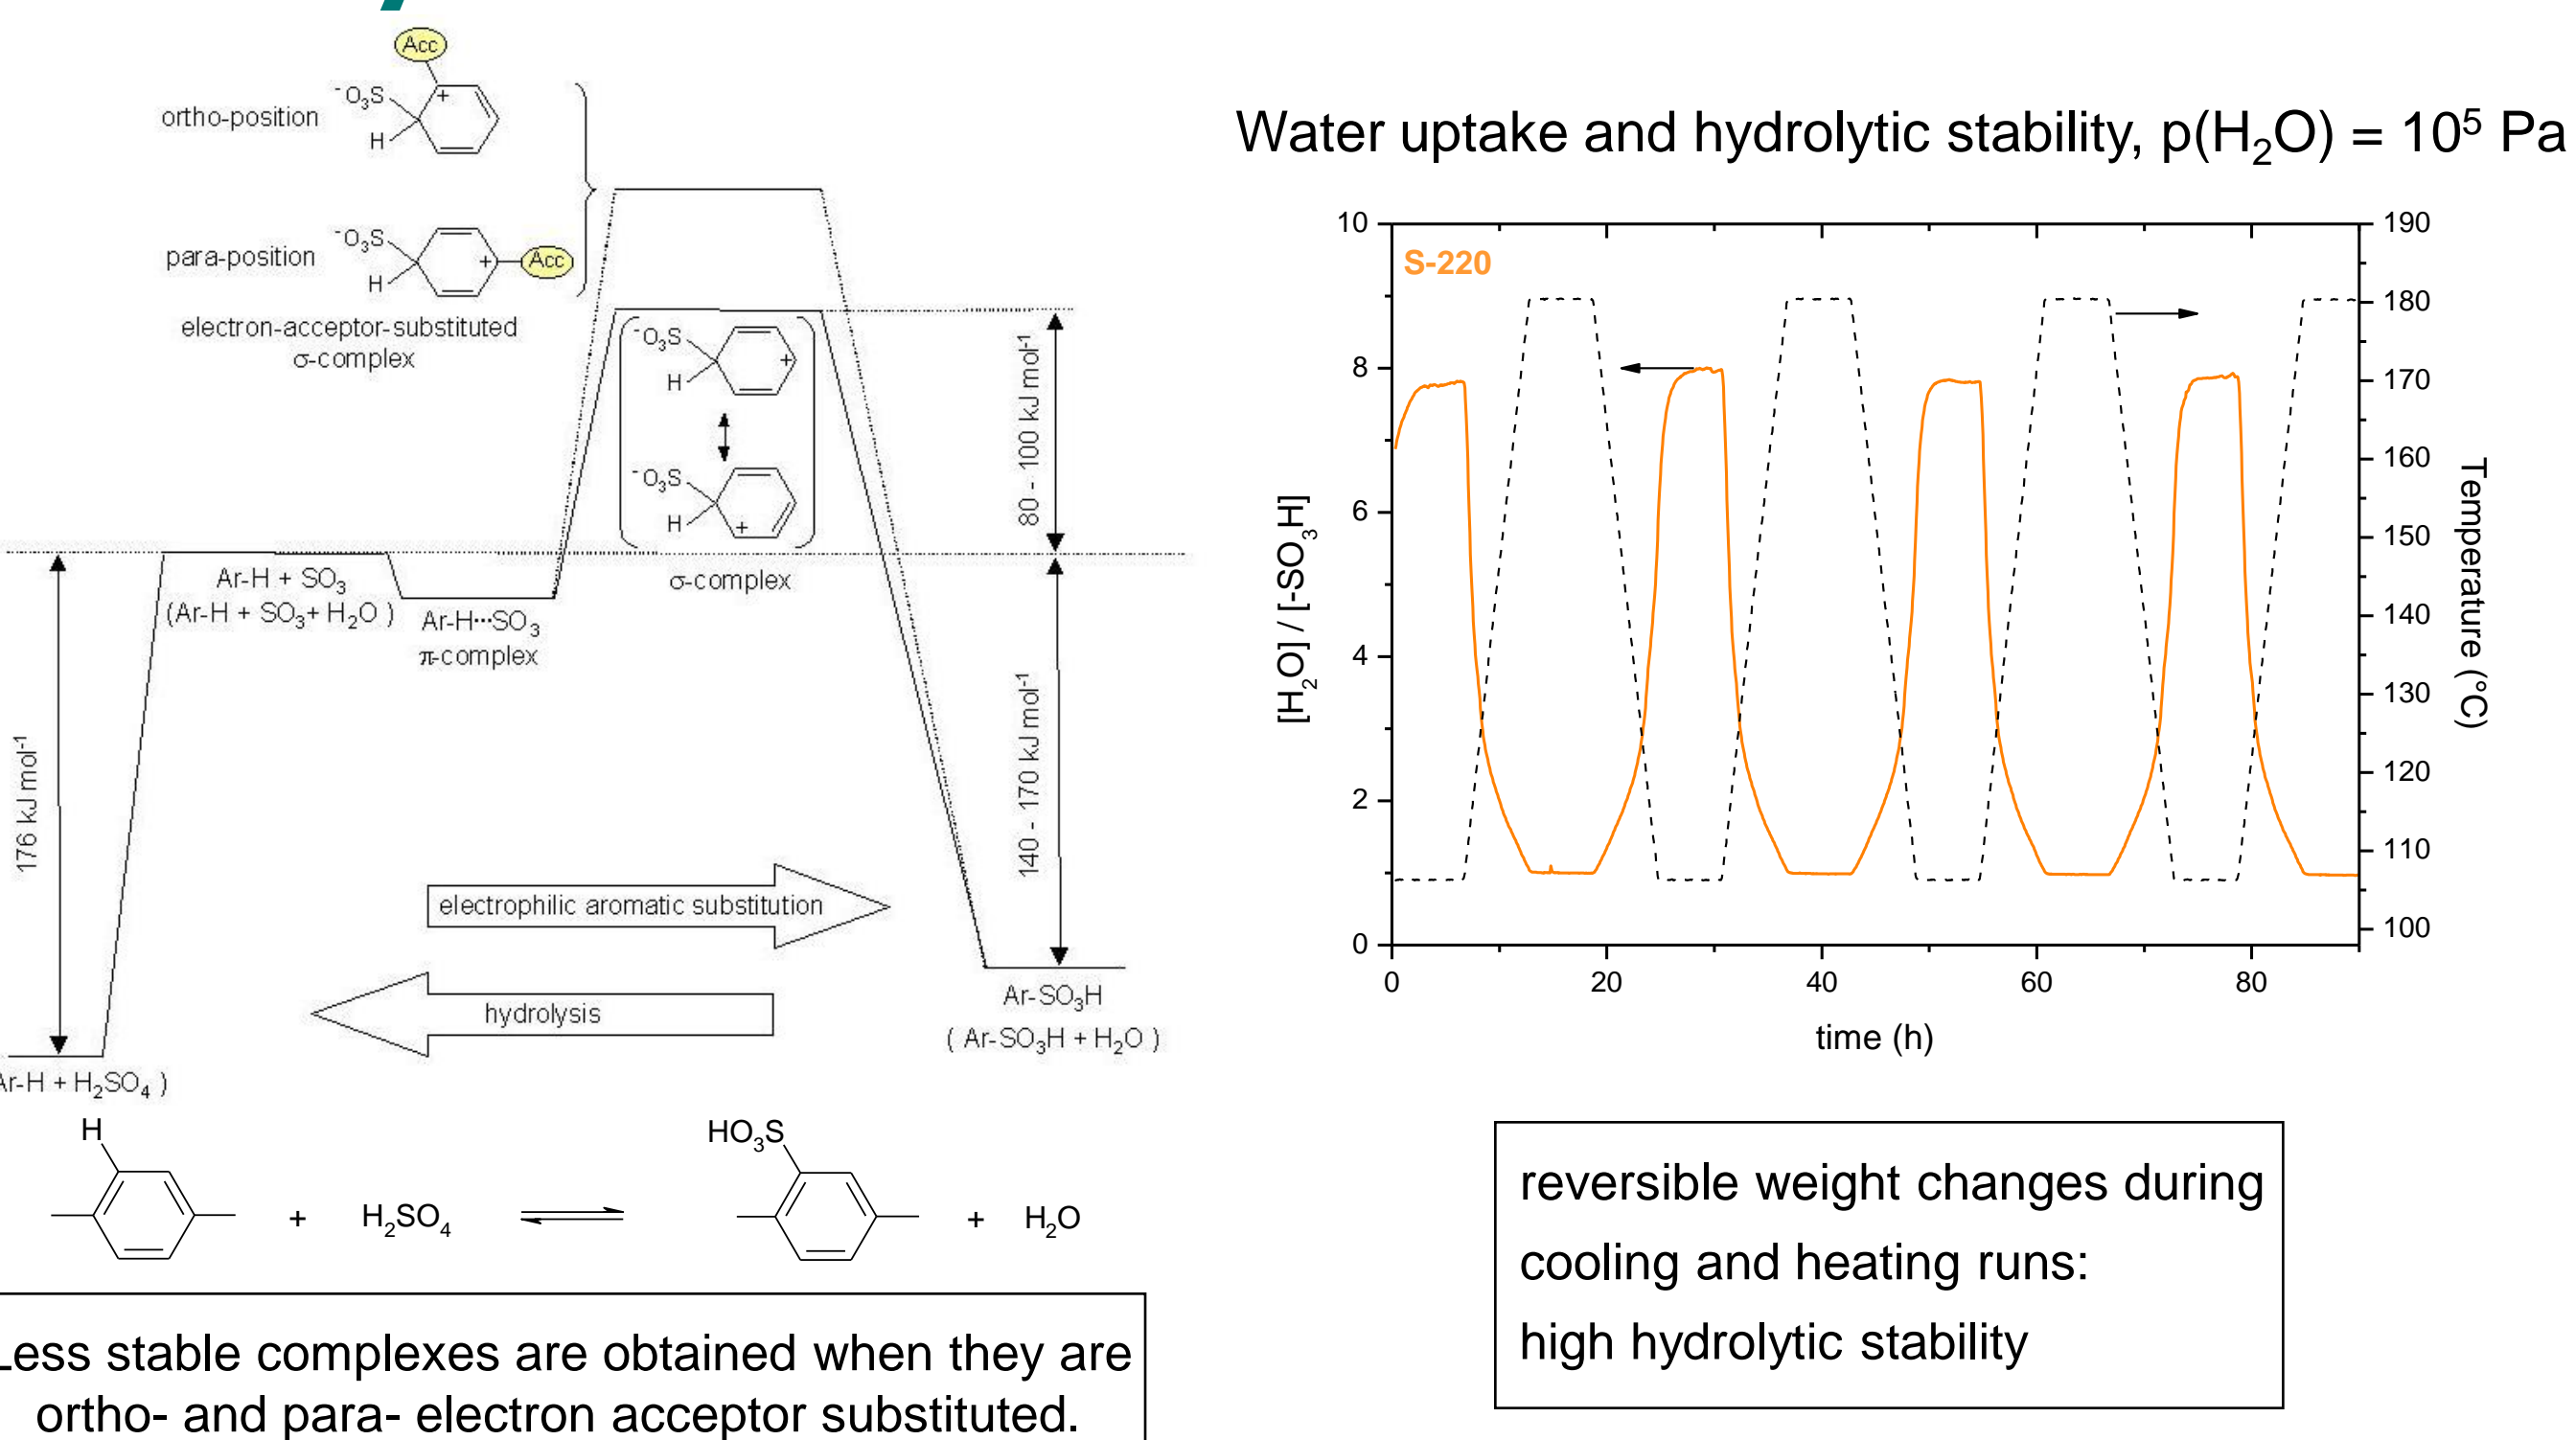 Acc
⁻O₃S
+
ortho-position
H
⁻O₃S
para-position
+
Acc
H
electron-acceptor-substituted
σ-complex
⁻O₃S
+
H
⁻O₃S
H
+
σ-complex
80 - 100 kJ mol⁻¹
Ar-H + SO₃
(Ar-H + SO₃+ H₂O )
Ar-H···SO₃
π-complex
176 kJ mol⁻¹
140 - 170 kJ mol⁻¹
electrophilic aromatic substitution
hydrolysis
Ar-SO₃H
( Ar-SO₃H + H₂O )
Ar-H + H₂SO₄ )
H
HO₃S
+ H₂SO₄
+ H₂O
Less stable complexes are obtained when they are
ortho- and para- electron acceptor substituted.
Water uptake and hydrolytic stability, p(H₂O) = 10⁵ Pa
S-220
10
8
6
4
2
0
[H₂O] / [-SO₃H]
190
180
170
160
150
140
130
120
110
100
Temperature (°C)
0 20 40 60 80
time (h)
reversible weight changes during
cooling and heating runs:
high hydrolytic stability